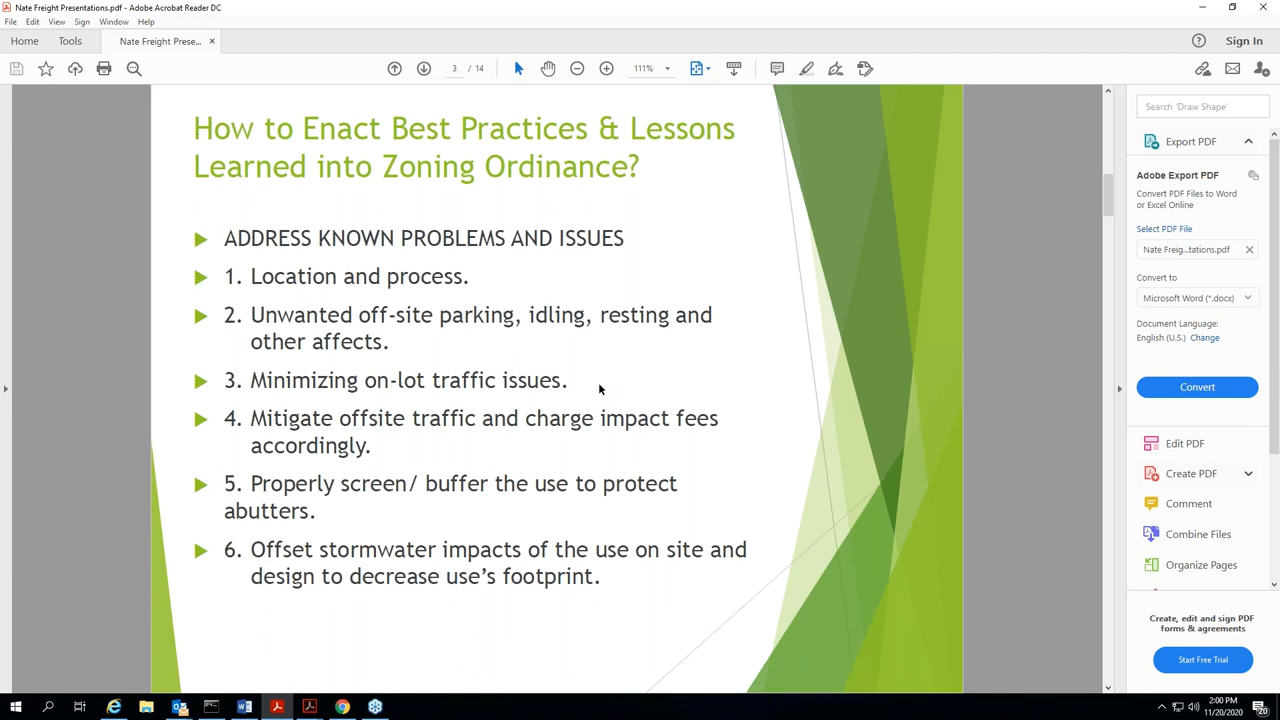 Nate Freight Presentations.pdf - Adobe Acrobat Reader DC
File Edit View Sign Window Help
Home Tools Nate Freight Prese... × Sign In
3 / 14 111%
How to Enact Best Practices & Lessons
Learned into Zoning Ordinance?
ADDRESS KNOWN PROBLEMS AND ISSUES
1. Location and process.
2. Unwanted off-site parking, idling, resting and
other affects.
3. Minimizing on-lot traffic issues.
4. Mitigate offsite traffic and charge impact fees
accordingly.
5. Properly screen/ buffer the use to protect
abutters.
6. Offset stormwater impacts of the use on site and
design to decrease use's footprint.
Search 'Draw Shape'
Export PDF
Adobe Export PDF
Convert PDF Files to Word
or Excel Online
Select PDF File
Nate Freig...tations.pdf
Convert to
Microsoft Word (*.docx)
Document Language:
English (U.S.) Change
Convert
Edit PDF
Create PDF
Comment
Combine Files
Organize Pages
Create, edit and sign PDF
forms & agreements
Start Free Trial
2:00 PM
11/20/2020
20